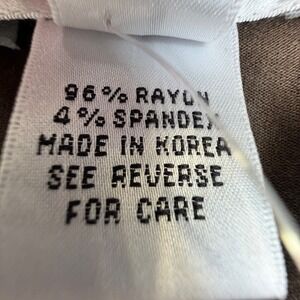 96% RAYON
4% SPANDEX
MADE IN KOREA
SEE REVERSE
FOR CARE